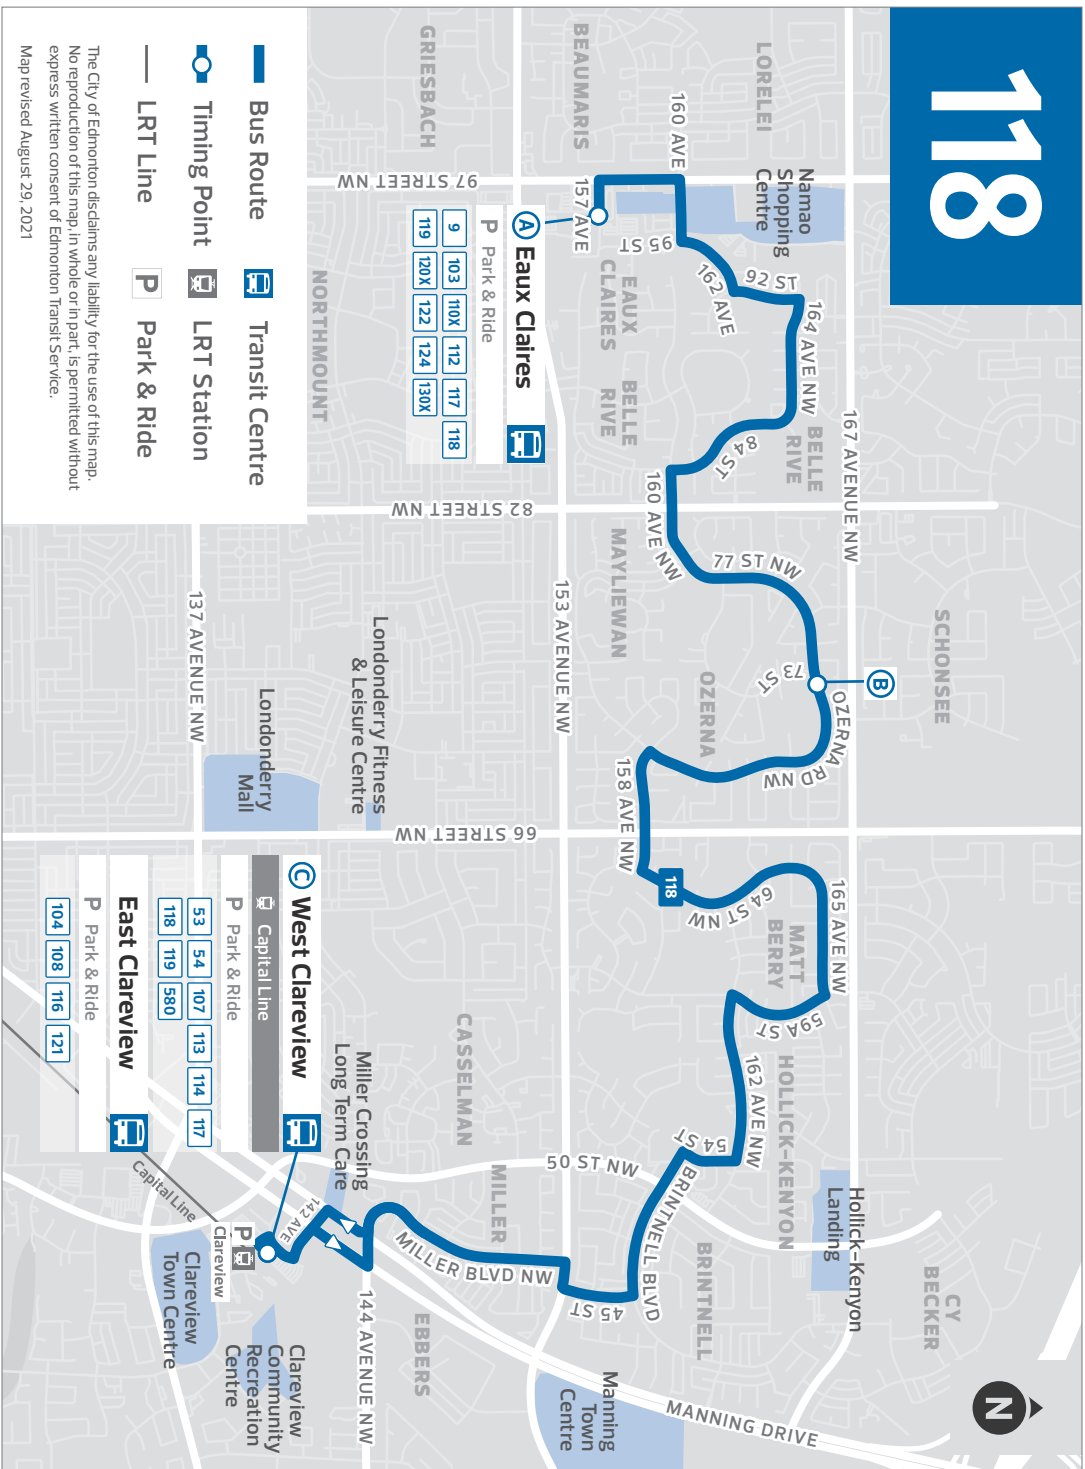 118
LORELEI
BEAUMARIS
GRIESBACH
160 AVE
Namao
Shopping
Centre
97 STREET NW
157 AVE
95 ST
162 AVE
92 ST
164 AVE NW
167 AVENUE NW
EAUX
CLAIRES
BELLE
RIVE
BELLE
RIVE
84 ST
160 AVE NW
82 STREET NW
NORTHMOUNT
A Eaux Claires
P Park & Ride
9 103 110X 112 117 118
119 120X 122 124 130X
MAYLIEWAN
77 ST NW
73 ST
B
SCHONSEE
OZERNA
OZERNA RD NW
153 AVENUE NW
137 AVENUE NW
Londonderry Fitness
& Leisure Centre
Londonderry
Mall
66 STREET NW
158 AVE NW
118
64 ST NW
165 AVE NW
MATT
BERRY
59A ST
162 AVE NW
HOLLICK-KENYON
54 ST
50 ST NW
BRINTNELL BLVD
Hollick-Kenyon
Landing
BRINTNELL
CY
BECKER
45 ST
CASSELMAN
MILLER
MILLER BLVD NW
Miller Crossing
Long Term Care
142 AVE
144 AVENUE NW
EBBERS
Manning
Town
Centre
MANNING DRIVE
C West Clareview
Capital Line
P Park & Ride
53 54 107 113 114 117
118 119 580
East Clareview
P Park & Ride
104 108 116 121
Capital Line
P
Clareview
Clareview
Town Centre
Clareview
Community
Recreation
Centre
N
Bus Route
Transit Centre
Timing Point
LRT Station
LRT Line
P Park & Ride
The City of Edmonton disclaims any liability for the use of this map.
No reproduction of this map, in whole or in part, is permitted without
express written consent of Edmonton Transit Service.
Map revised August 29, 2021